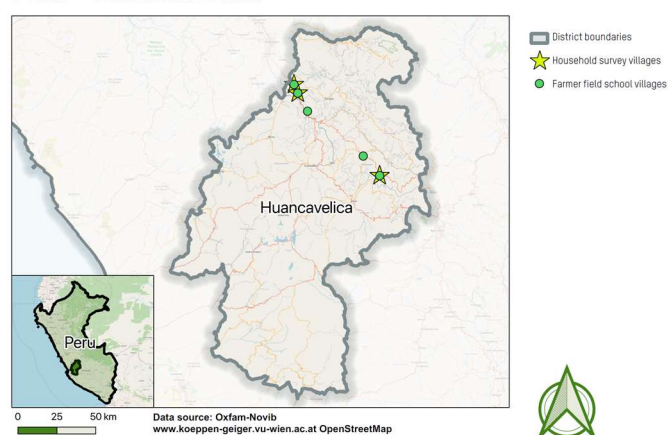 District boundaries
Household survey villages
Farmer field school villages
Huancavelica
Peru
0 25 50 km
Data source: Oxfam-Novib
www.koeppen-geiger.vu-wien.ac.at OpenStreetMap